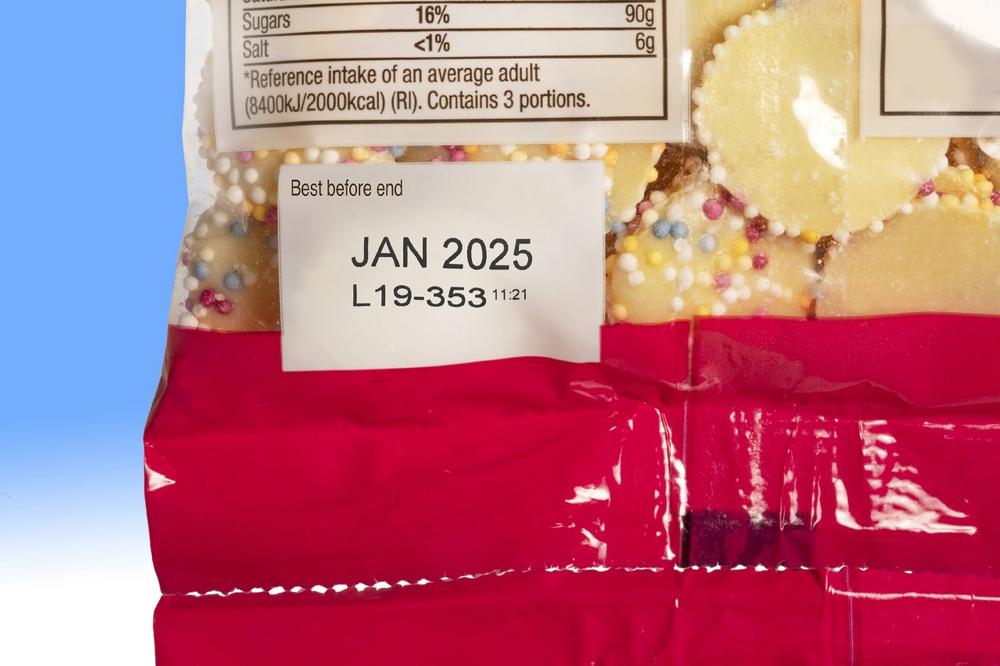 Sugars 16% 90g
Salt <1% 6g
*Reference intake of an average adult
(8400kJ/2000kcal) (RI). Contains 3 portions.
Best before end
JAN 2025
L19-353 11:21